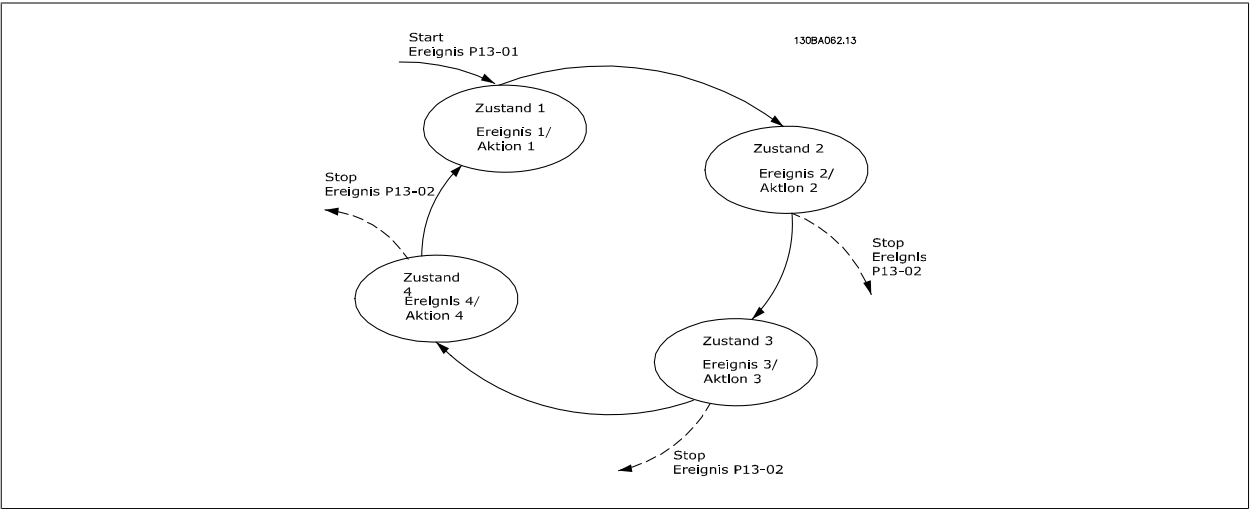 Start
Ereignis P13-01
130BA062.13
Zustand 1
Ereignis 1/
Aktion 1
Zustand 2
Ereignis 2/
Aktion 2
Stop
Ereignis P13-02
Stop
Ereignis
P13-02
Zustand
4
Ereignis 4/
Aktion 4
Zustand 3
Ereignis 3/
Aktion 3
Stop
Ereignis P13-02